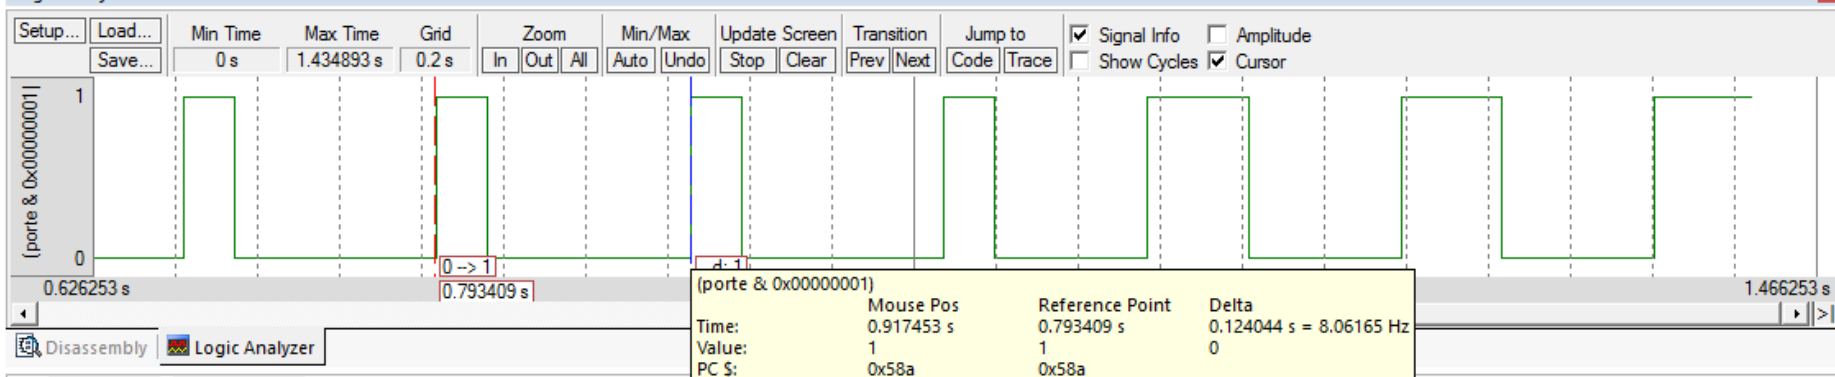 Setup... Load... Min Time Max Time Grid Zoom Min/Max Update Screen Transition Jump to Signal Info Amplitude
Save... 0 s 1.434893 s 0.2 s In Out All Auto Undo Stop Clear Prev Next Code Trace Show Cycles Cursor
(porte & 0x00000001)
1
0
0 --> 1 d: 1
0.626253 s 0.793409 s 1.466253 s
(porte & 0x00000001)
Mouse Pos Reference Point Delta
Time: 0.917453 s 0.793409 s 0.124044 s = 8.06165 Hz
Value: 1 1 0
PC $: 0x58a 0x58a
Disassembly Logic Analyzer